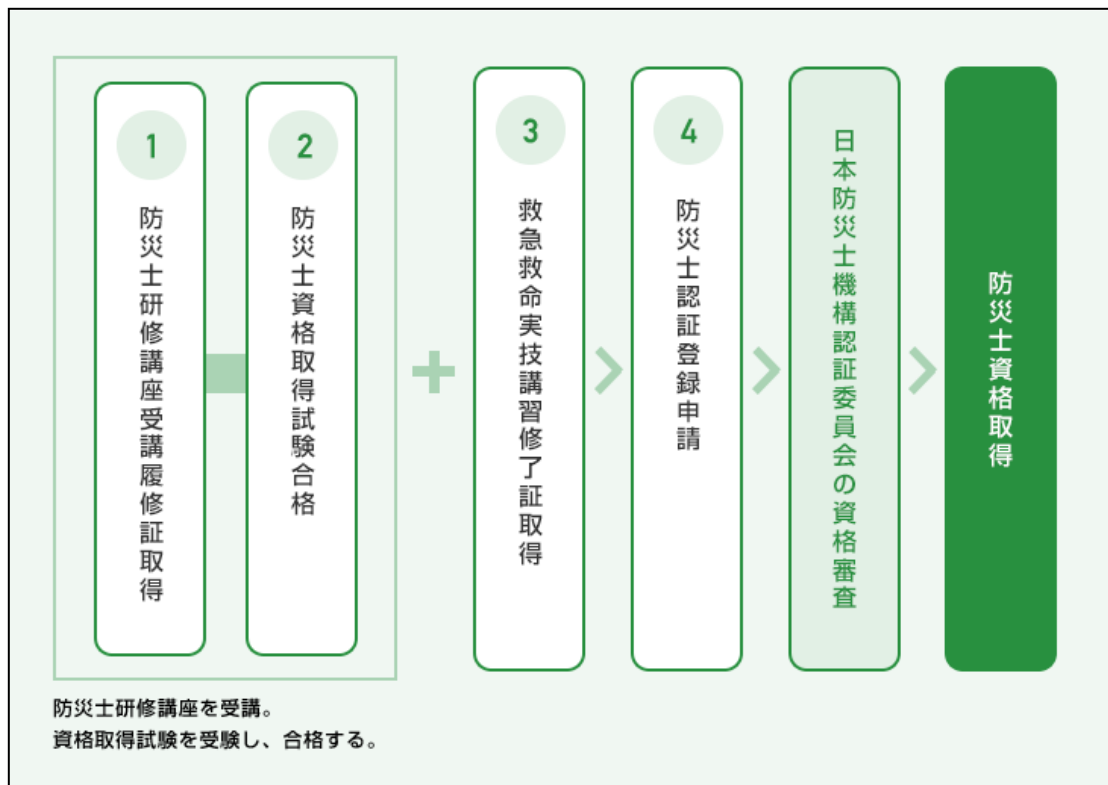 1
防災士研修講座受講履修証取得
2
防災士資格取得試験合格
+
3
救急救命実技講習修了証取得
4
防災士認証登録申請
日本防災士機構認証委員会の資格審査
防災士資格取得
防災士研修講座を受講。
資格取得試験を受験し、合格する。